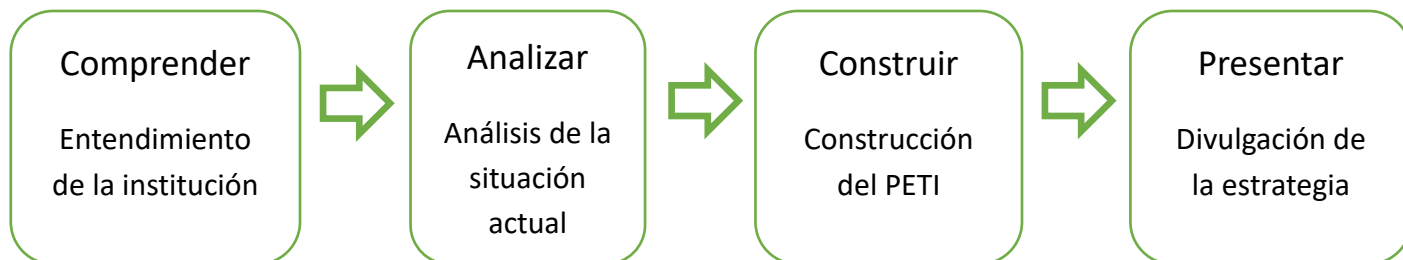 Comprender
Entendimiento
de la institución
Analizar
Análisis de la
situación
actual
Construir
Construcción
del PETI
Presentar
Divulgación de
la estrategia